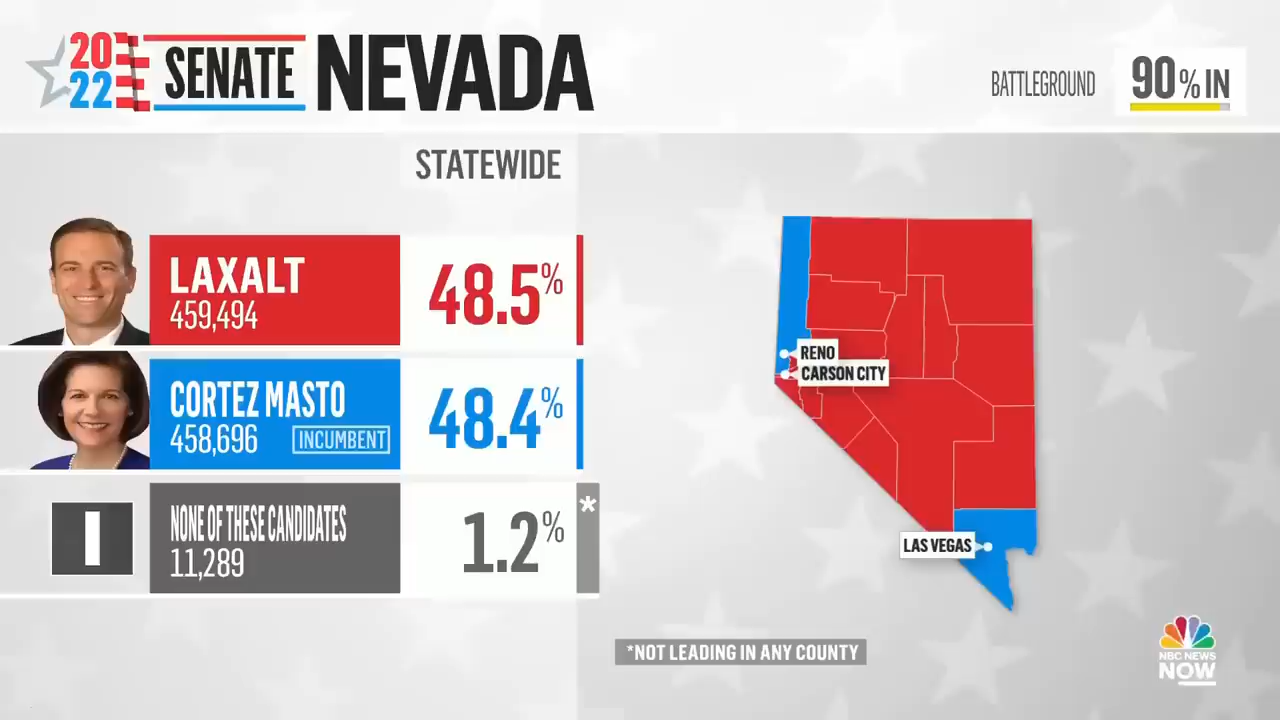 20
22
SENATE
NEVADA
BATTLEGROUND
90% IN
STATEWIDE
LAXALT
459,494
48.5%
CORTEZ MASTO
458,696
INCUMBENT
48.4%
I
NONE OF THESE CANDIDATES
11,289
1.2%
*
RENO
CARSON CITY
LAS VEGAS
*NOT LEADING IN ANY COUNTY
NBC NEWS
NOW